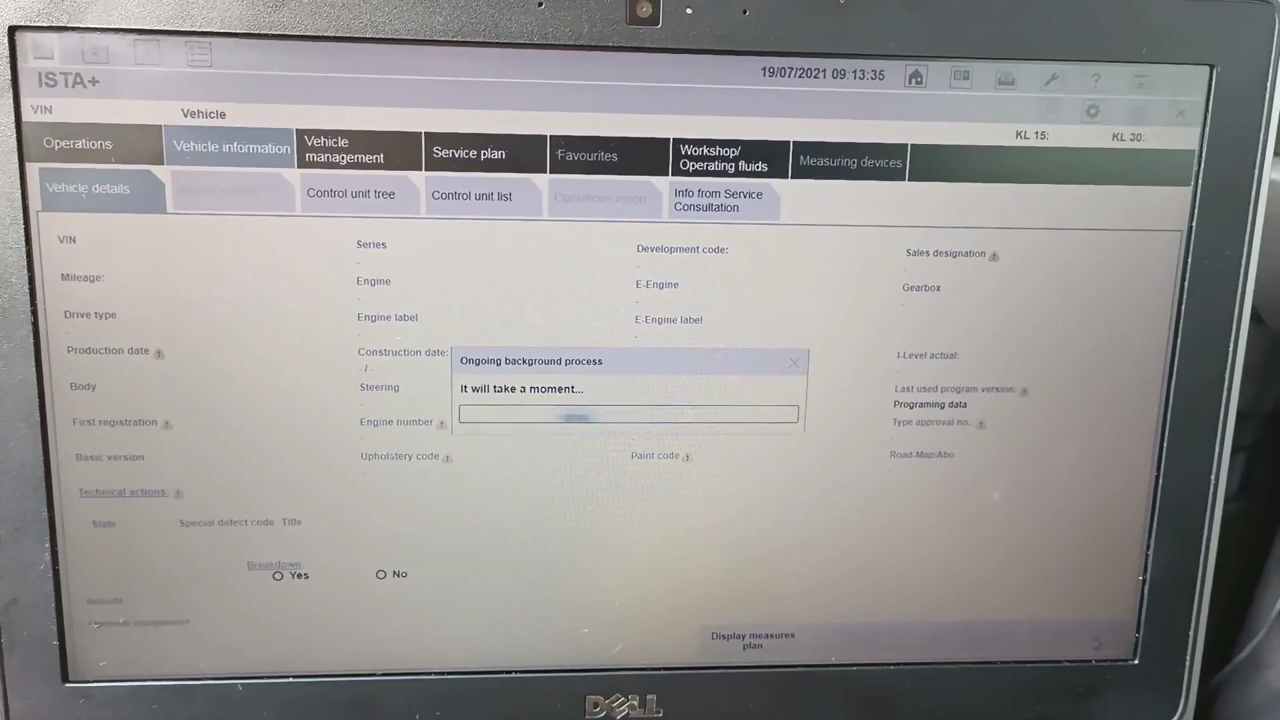 ISTA+
19/07/2021 09:13:35
?
VIN
Vehicle
KL 15:
KL 30:
Operations
Vehicle information
Vehicle
management
Service plan
Favourites
Workshop/
Operating fluids
Measuring devices
Vehicle details
Control unit tree
Control unit list
Operations report
Info from Service
Consultation
VIN
Series
Development code:
Sales designation
-
-
-
Mileage:
Engine
E-Engine
Gearbox
-
-
Drive type
Engine label
E-Engine label
-
-
Production date
Construction date:
- / -
I-Level actual:
Body
Steering
Last used program version:
Programing data
First registration
Engine number
Type approval no.
Basic version
Upholstery code
Paint code
Road-Map/Abo
Technical actions:
State
Special defect code
Title
Breakdown
Yes
No
Display measures
plan
Ongoing background process
It will take a moment...
DELL